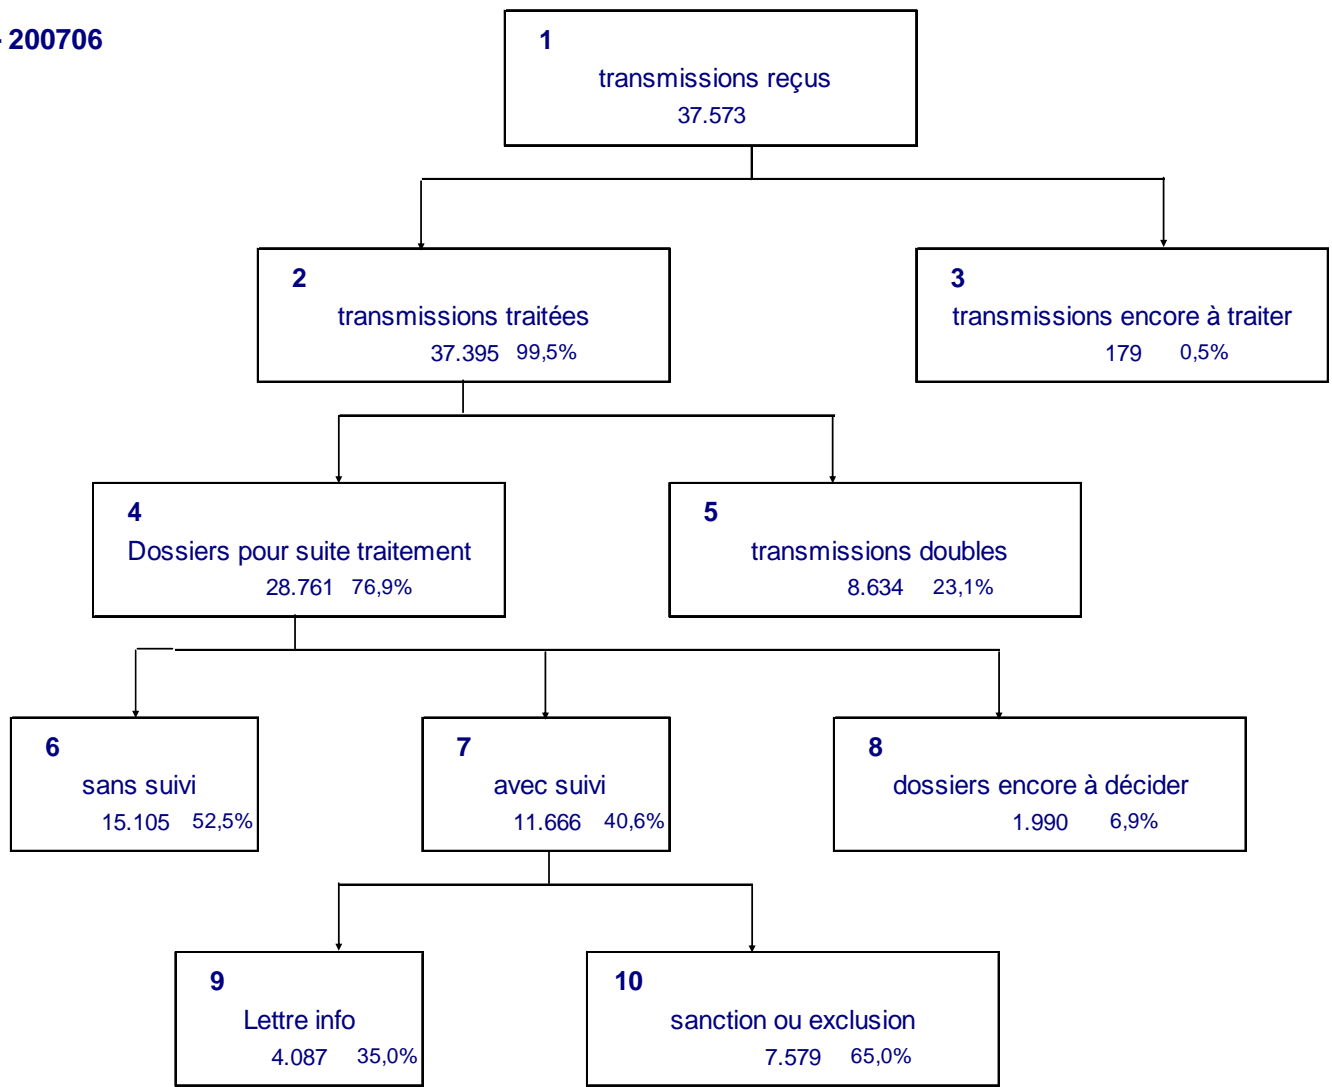 - 200706
1
transmissions reçus
37.573
2
transmissions traitées
37.395 99,5%
3
transmissions encore à traiter
179 0,5%
4
Dossiers pour suite traitement
28.761 76,9%
5
transmissions doubles
8.634 23,1%
6
sans suivi
15.105 52,5%
7
avec suivi
11.666 40,6%
8
dossiers encore à décider
1.990 6,9%
9
Lettre info
4.087 35,0%
10
sanction ou exclusion
7.579 65,0%